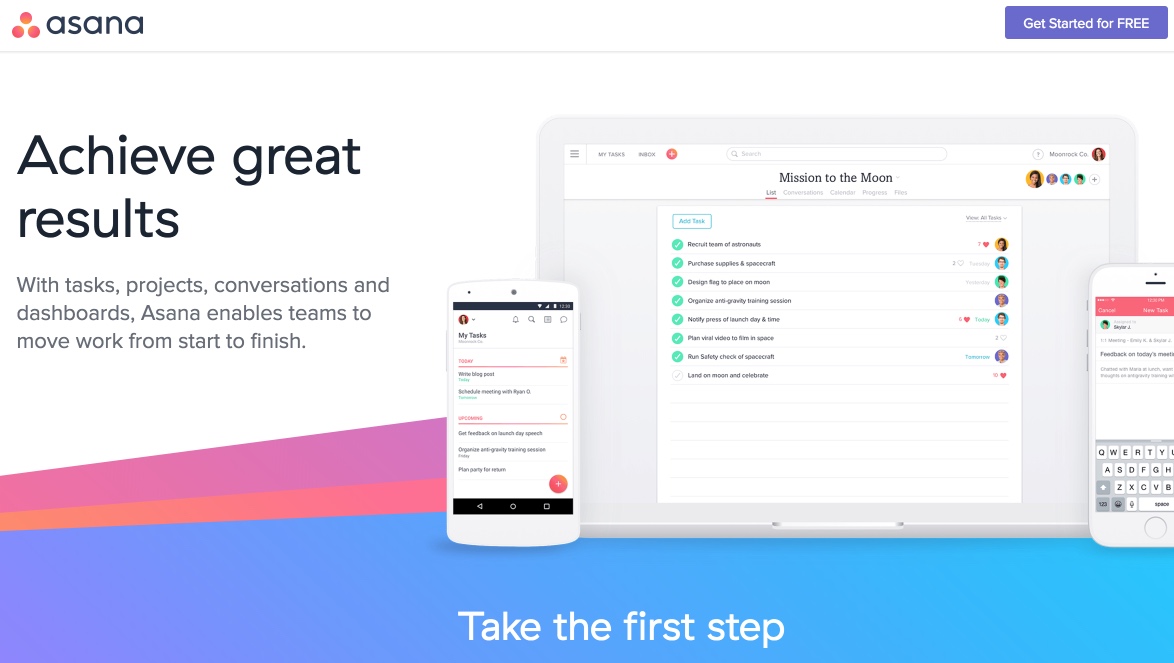 asana
Get Started for FREE
Achieve great
results
With tasks, projects, conversations and
dashboards, Asana enables teams to
move work from start to finish.
MY TASKS
INBOX
Search
?
Moonrock Co.
Mission to the Moon
List
Conversations
Calendar
Progress
Files
Add Task
View: All Tasks
Recruit team of astronauts
7
Purchase supplies & spacecraft
2
Tuesday
Design flag to place on moon
Yesterday
Organize anti-gravity training session
Notify press of launch day & time
6
Today
Plan viral video to film in space
2
Run Safety check of spacecraft
Tomorrow
Land on moon and celebrate
10
12:30
My Tasks
Moonrock Co.
TODAY
Write blog post
Today
Schedule meeting with Ryan O.
Tomorrow
UPCOMING
Get feedback on launch day speech
Organize anti-gravity training session
Friday
Plan party for return
Cancel
New Task
Assigned to
Skylar J.
1-1 Meeting - Emily K. & Skylar J.
Feedback on today's meeti
Chatted with Maria at lunch, want
thoughts on antigravity training
Q W E R T Y U
A S D F G H
Z X C V B
123
space
Take the first step